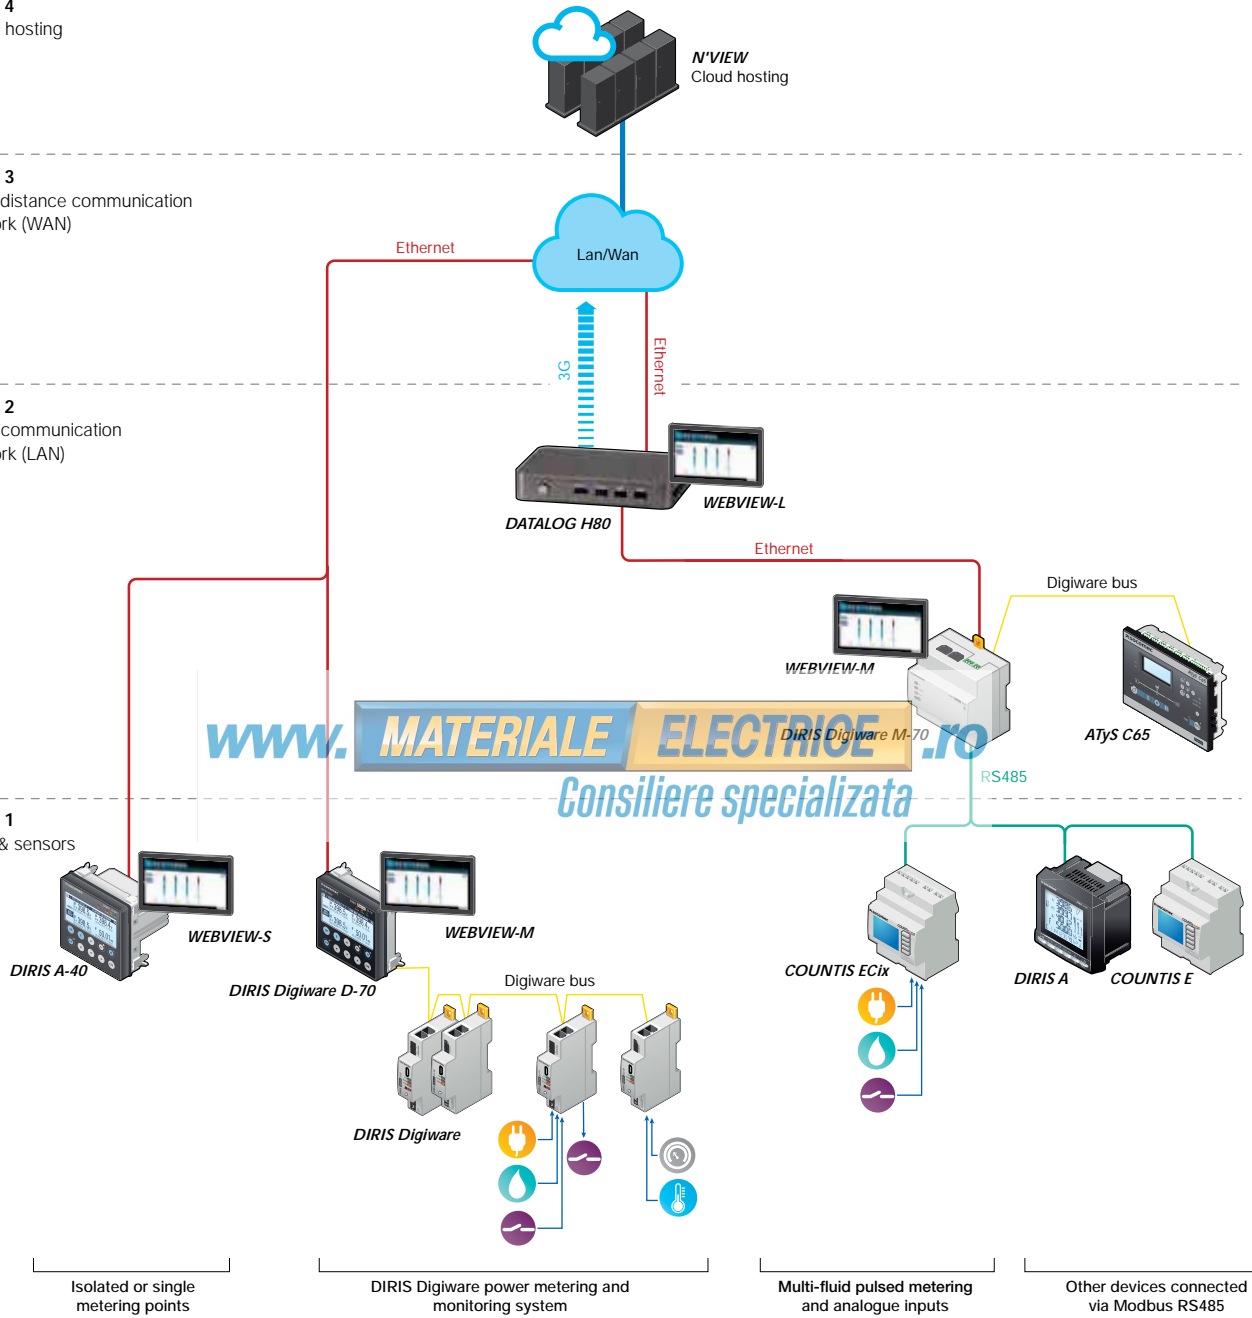 4
hosting
N'VIEW
Cloud hosting
3
distance communication
rk (WAN)
Ethernet
Lan/Wan
3G
Ethernet
2
communication
rk (LAN)
WEBVIEW-L
DATALOG H80
Ethernet
Digiware bus
WEBVIEW-M
DIRIS Digiware M-70
ATyS C65
www. MATERIALE ELECTRICE .ro
Consiliere specializata
RS485
1
& sensors
WEBVIEW-S
DIRIS A-40
WEBVIEW-M
DIRIS Digiware D-70
Digiware bus
COUNTIS ECix
DIRIS A
COUNTIS E
DIRIS Digiware
Isolated or single
metering points
DIRIS Digiware power metering and
monitoring system
Multi-fluid pulsed metering
and analogue inputs
Other devices connected
via Modbus RS485